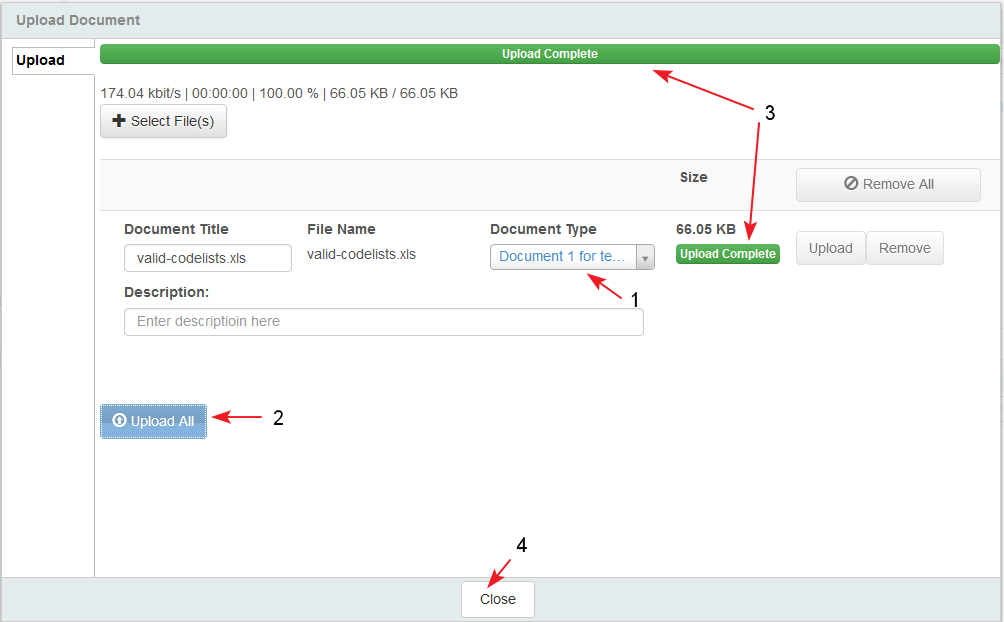 Upload Document
Upload
Upload Complete
3
174.04 kbit/s | 00:00:00 | 100.00 % | 66.05 KB / 66.05 KB
Select File(s)
Size
Remove All
Document Title File Name Document Type 66.05 KB
valid-codelists.xls valid-codelists.xls Document 1 for te... Upload Complete Upload Remove
Description:
1
Enter descriptioin here
Upload All
2
4
Close